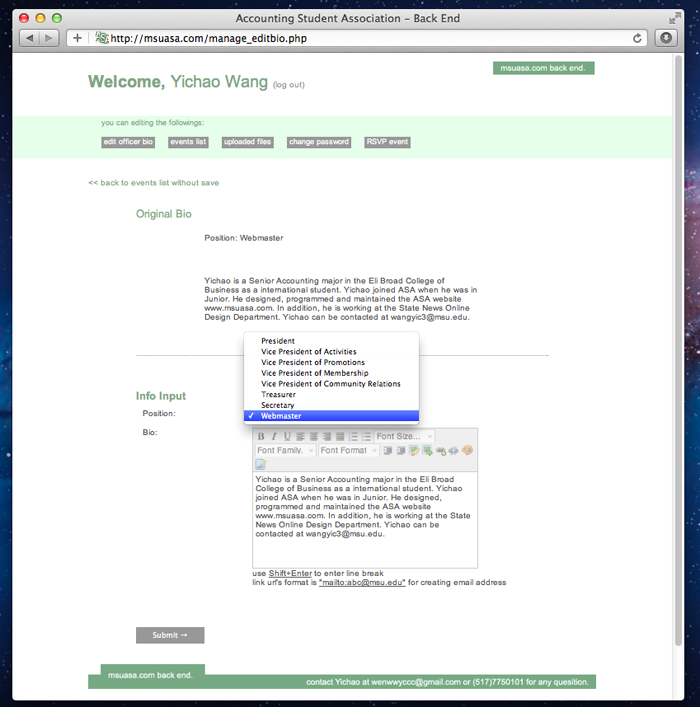 Accounting Student Association – Back End
http://msuasa.com/manage_editbio.php
msuasa.com back end.
Welcome, Yichao Wang (log out)
you can editing the followings:
edit officer bio events list uploaded files change password RSVP event
<< back to events list without save
Original Bio
Position: Webmaster
Yichao is a Senior Accounting major in the Eli Broad College of
Business as a international student. Yichao joined ASA when he was in
Junior. He designed, programmed and maintained the ASA website
www.msuasa.com. In addition, he is working at the State News Online
Design Department. Yichao can be contacted at wangyic3@msu.edu.
President
Vice President of Activities
Vice President of Promotions
Vice President of Membership
Vice President of Community Relations
Treasurer
Secretary
✓ Webmaster
Info Input
Position:
Bio:
B I U Font Size...
Font Family. Font Format
Yichao is a Senior Accounting major in the Eli Broad
College of Business as a international student. Yichao
joined ASA when he was in Junior. He designed,
programmed and maintained the ASA website
www.msuasa.com. In addition, he is working at the State
News Online Design Department. Yichao can be
contacted at wangyic3@msu.edu.
use Shift+Enter to enter line break
link url's format is "mailto:abc@msu.edu" for creating email address
Submit →
msuasa.com back end.
contact Yichao at wenwwyccc@gmail.com or (517)7750101 for any quesition.